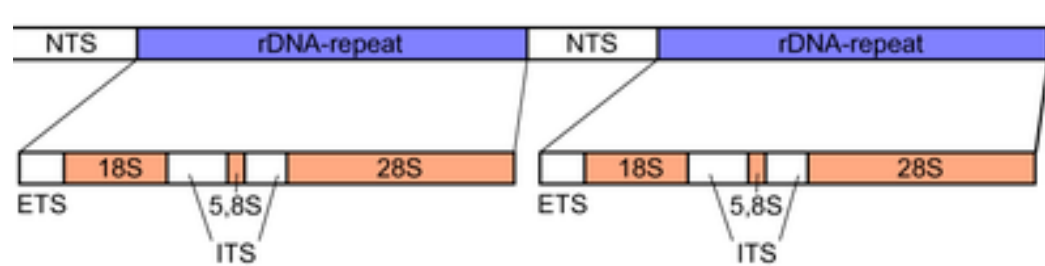 NTS rDNA-repeat NTS rDNA-repeat
18S 28S 18S 28S
ETS 5,8S ETS 5,8S
ITS ITS